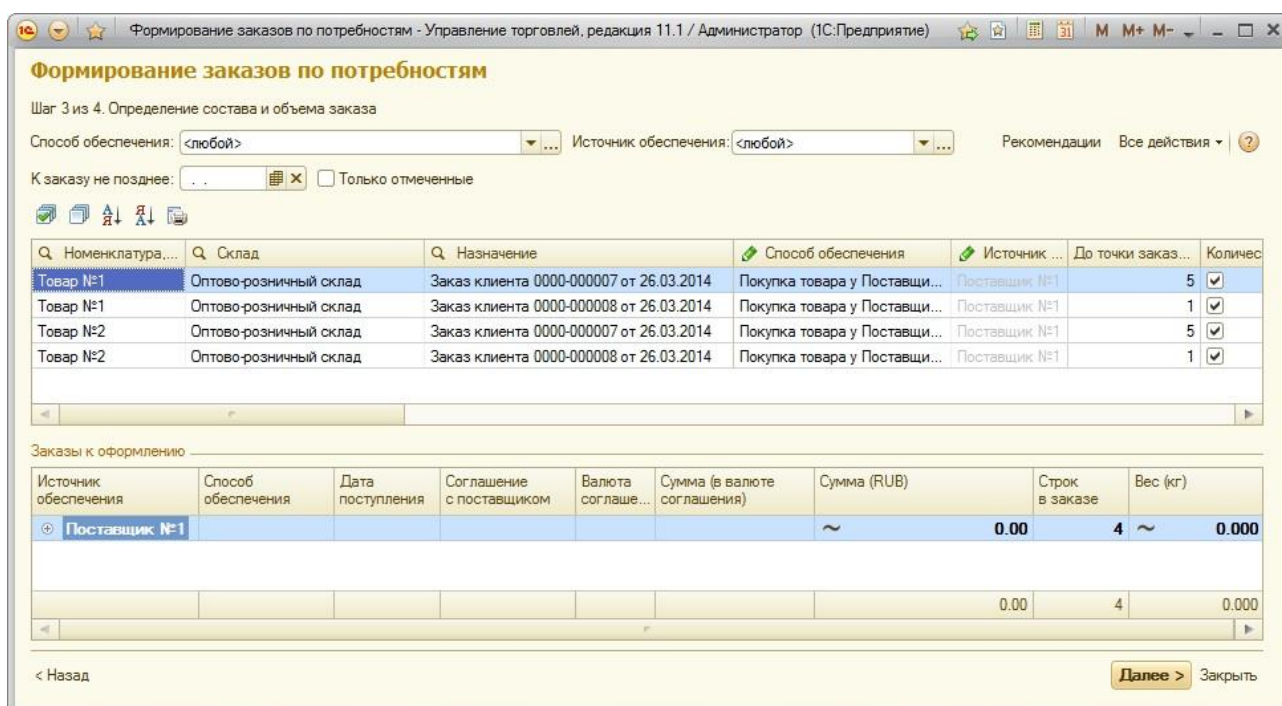 1С Формирование заказов по потребностям - Управление торговлей, редакция 11.1 / Администратор (1С:Предприятие) 31 M M+ M-
Формирование заказов по потребностям
Шаг 3 из 4. Определение состава и объема заказа
Способ обеспечения: <любой> ... Источник обеспечения: <любой> ... Рекомендации Все действия ?
К заказу не позднее: . . Только отмеченные
Номенклатура,... Склад Назначение Способ обеспечения Источник ... До точки заказ... Количес
Товар №1 Оптово-розничный склад Заказ клиента 0000-000007 от 26.03.2014 Покупка товара у Поставщи... Поставщик №1 5
Товар №1 Оптово-розничный склад Заказ клиента 0000-000008 от 26.03.2014 Покупка товара у Поставщи... Поставщик №1 1
Товар №2 Оптово-розничный склад Заказ клиента 0000-000007 от 26.03.2014 Покупка товара у Поставщи... Поставщик №1 5
Товар №2 Оптово-розничный склад Заказ клиента 0000-000008 от 26.03.2014 Покупка товара у Поставщи... Поставщик №1 1
Заказы к оформлению
Источник Способ Дата Соглашение Валюта Сумма (в валюте Сумма (RUB) Строк Вес (кг)
обеспечения обеспечения поступления с поставщиком соглаше... соглашения) в заказе
Поставщик №1 ~ 0.00 4 ~ 0.000
0.00 4 0.000
< Назад Далее > Закрыть